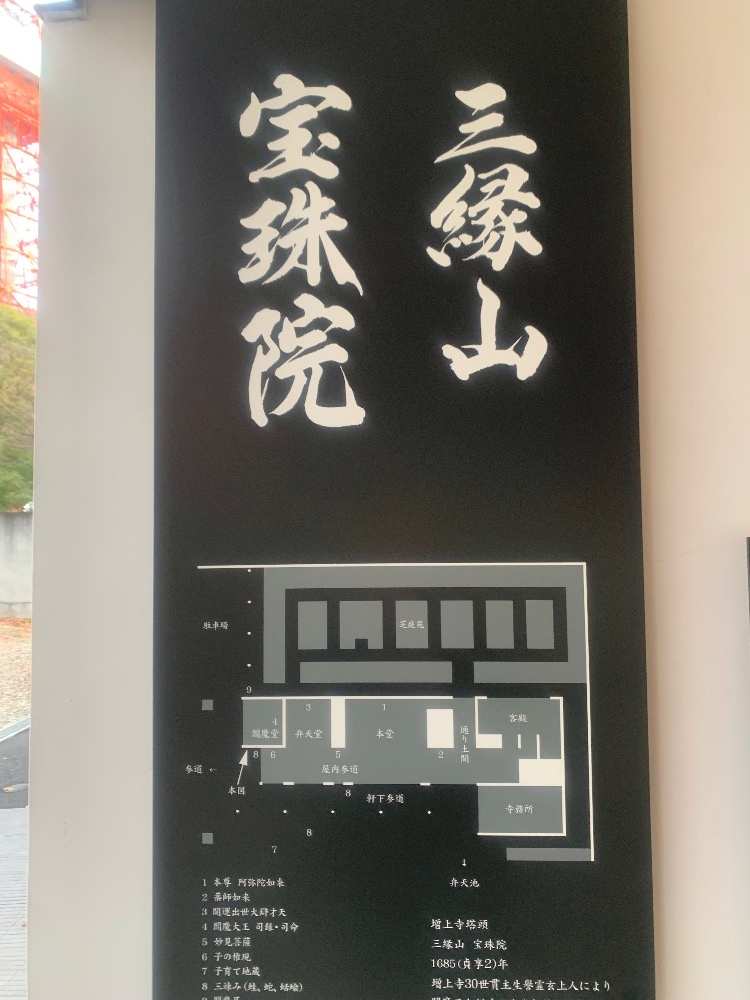 三縁山
宝珠院
駐車場
芝庭苑
9
3
1
4
閻魔堂
弁天堂
本堂
通り土間
客殿
8 6
5
2
参道 ←
屋内参道
本図
8
軒下参道
寺務所
8
7
↓
弁天池
1 本尊 阿弥陀如来
2 薬師如来
3 開運出世大辨才天
4 閻魔大王 司録・司命
5 妙見菩薩
6 子の権現
7 子育て地蔵
8 三竦み(蛙、蛇、蛞蝓)
増上寺塔頭
三縁山 宝珠院
1685(貞享2)年
増上寺30世貫主生譽霊玄上人により